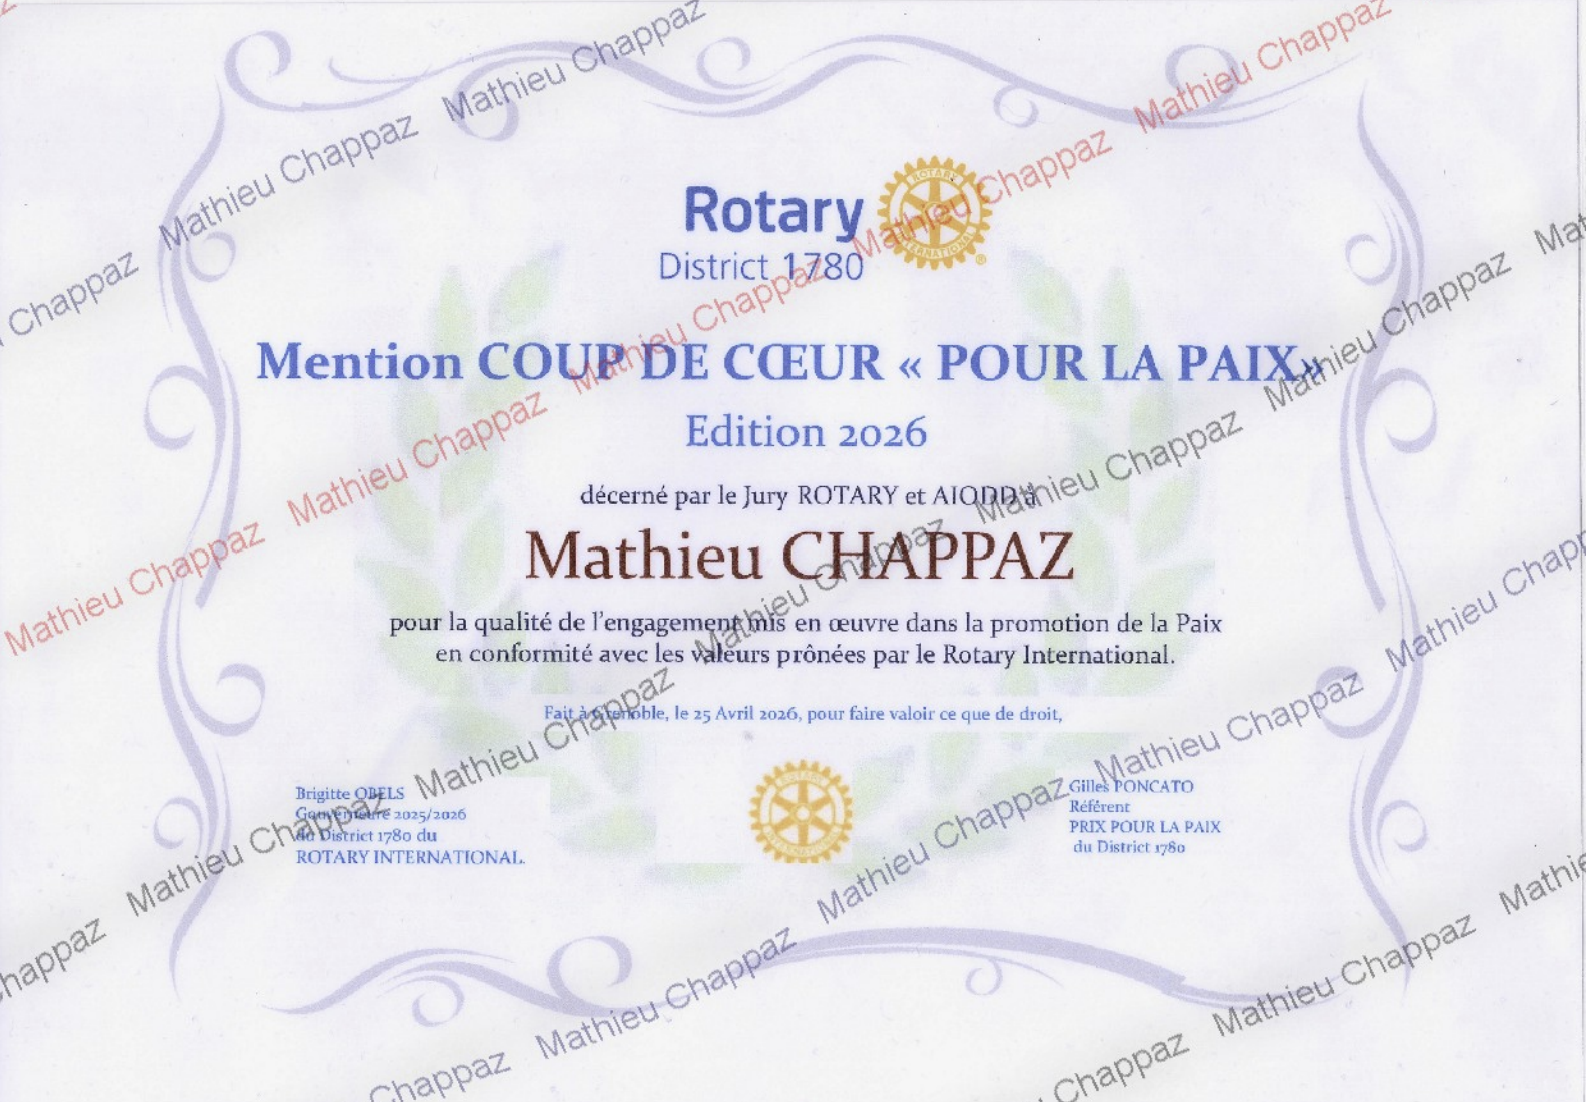 Rotary
District 1780
Mention COUP DE CŒUR « POUR LA PAIX»
Edition 2026
décerné par le Jury ROTARY et AIODD à
Mathieu CHAPPAZ
pour la qualité de l'engagement mis en œuvre dans la promotion de la Paix
en conformité avec les valeurs prônées par le Rotary International.
Fait à Grenoble, le 25 Avril 2026, pour faire valoir ce que de droit,
Brigitte OBELS
Gouverneure 2025/2026
du District 1780 du
ROTARY INTERNATIONAL.
ROTARY
INTERNATIONAL
Gilles PONCATO
Référent
PRIX POUR LA PAIX
du District 1780
Mathieu Chappaz